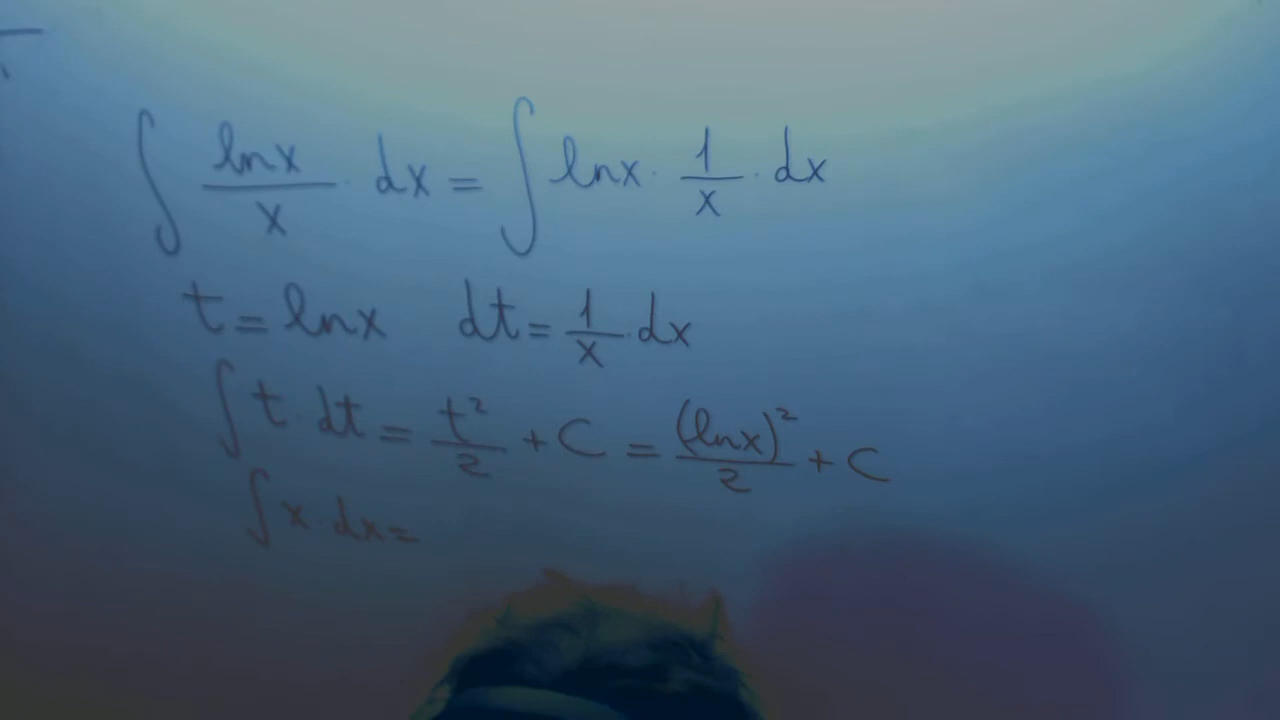 ∫ lnx/x · dx = ∫ lnx · 1/x · dx
t = lnx dt = 1/x · dx
∫ t · dt = t²/2 + C = (lnx)²/2 + C
∫ x · dx =